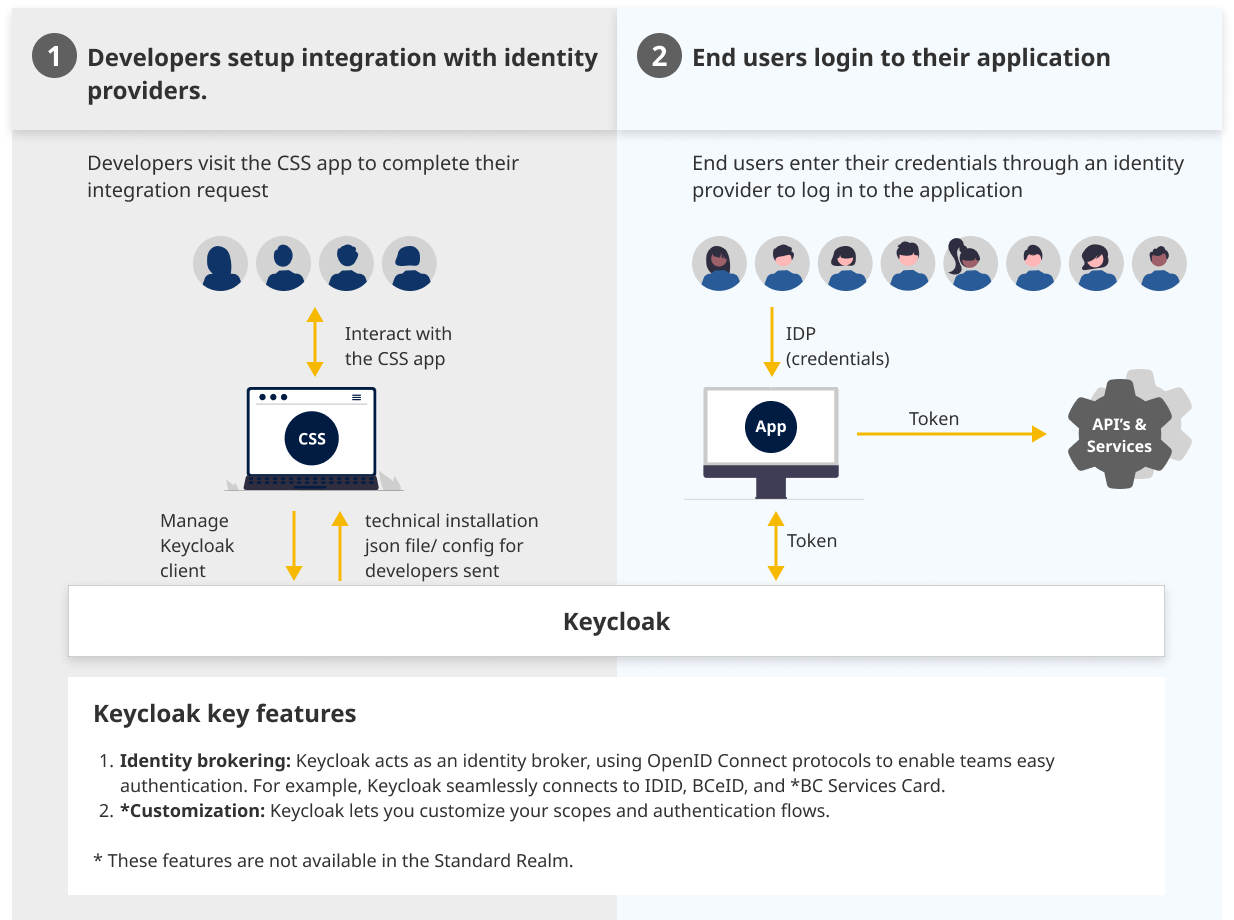 1
Developers setup integration with identity
providers.
Developers visit the CSS app to complete their
integration request
Interact with
the CSS app
CSS
Manage
Keycloak
client
technical installation
json file/ config for
developers sent
2
End users login to their application
End users enter their credentials through an identity
provider to log in to the application
IDP
(credentials)
App
Token
API’s &
Services
Token
Keycloak
Keycloak key features
1. Identity brokering: Keycloak acts as an identity broker, using OpenID Connect protocols to enable teams easy
authentication. For example, Keycloak seamlessly connects to IDID, BCeID, and *BC Services Card.
2. *Customization: Keycloak lets you customize your scopes and authentication flows.
* These features are not available in the Standard Realm.